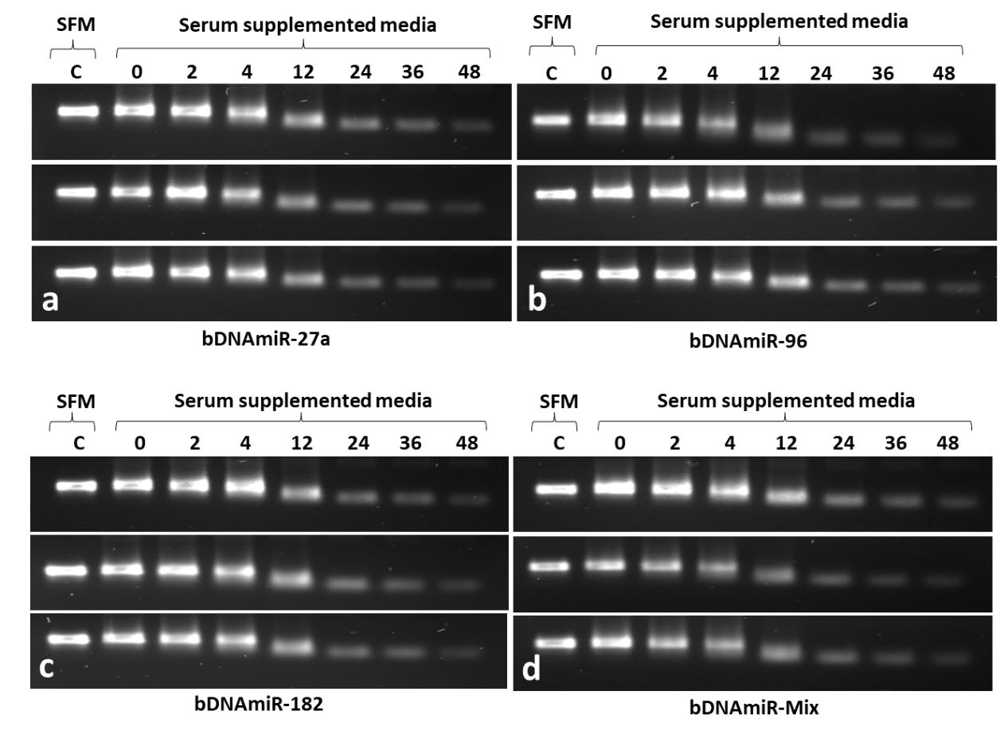 SFM Serum supplemented media
C 0 2 4 12 24 36 48
a
bDNAmiR-27a
SFM Serum supplemented media
C 0 2 4 12 24 36 48
b
bDNAmiR-96
SFM Serum supplemented media
C 0 2 4 12 24 36 48
c
bDNAmiR-182
SFM Serum supplemented media
C 0 2 4 12 24 36 48
d
bDNAmiR-Mix